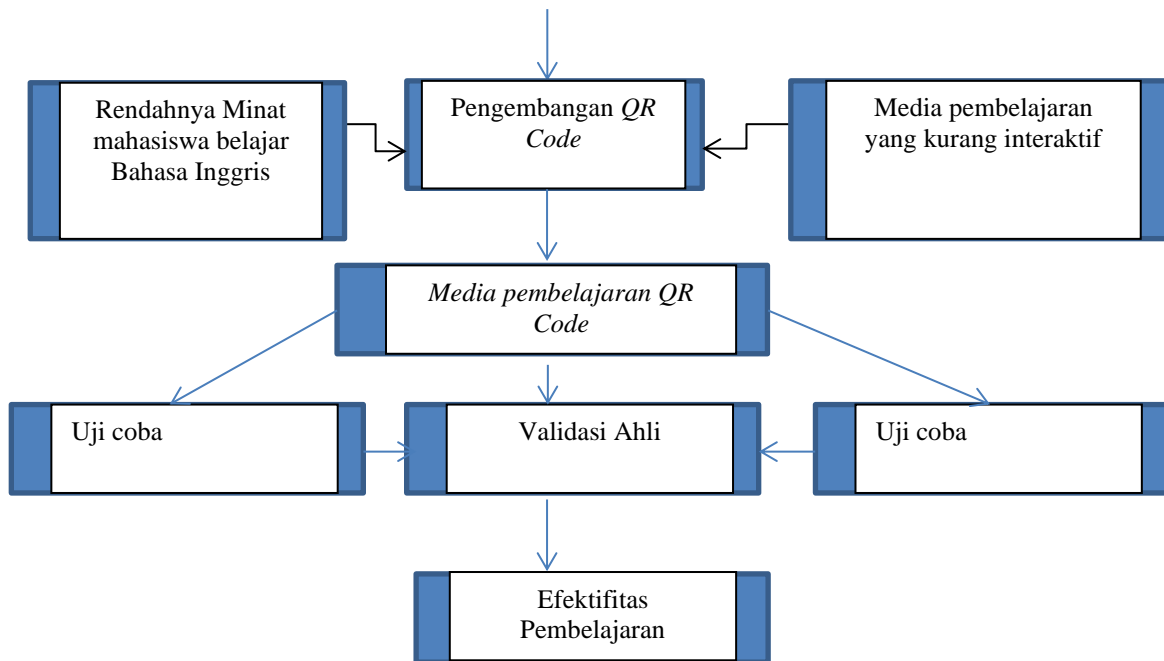 Rendahnya Minat
mahasiswa belajar
Bahasa Inggris
Pengembangan QR
Code
Media pembelajaran
yang kurang interaktif
Media pembelajaran QR
Code
Uji coba
Validasi Ahli
Uji coba
Efektifitas
Pembelajaran